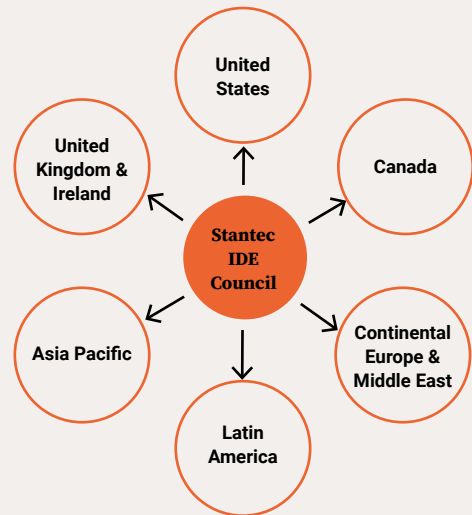 United
States
United
Kingdom &
Ireland
Canada
Stantec
IDE
Council
Asia Pacific
Continental
Europe &
Middle East
Latin
America